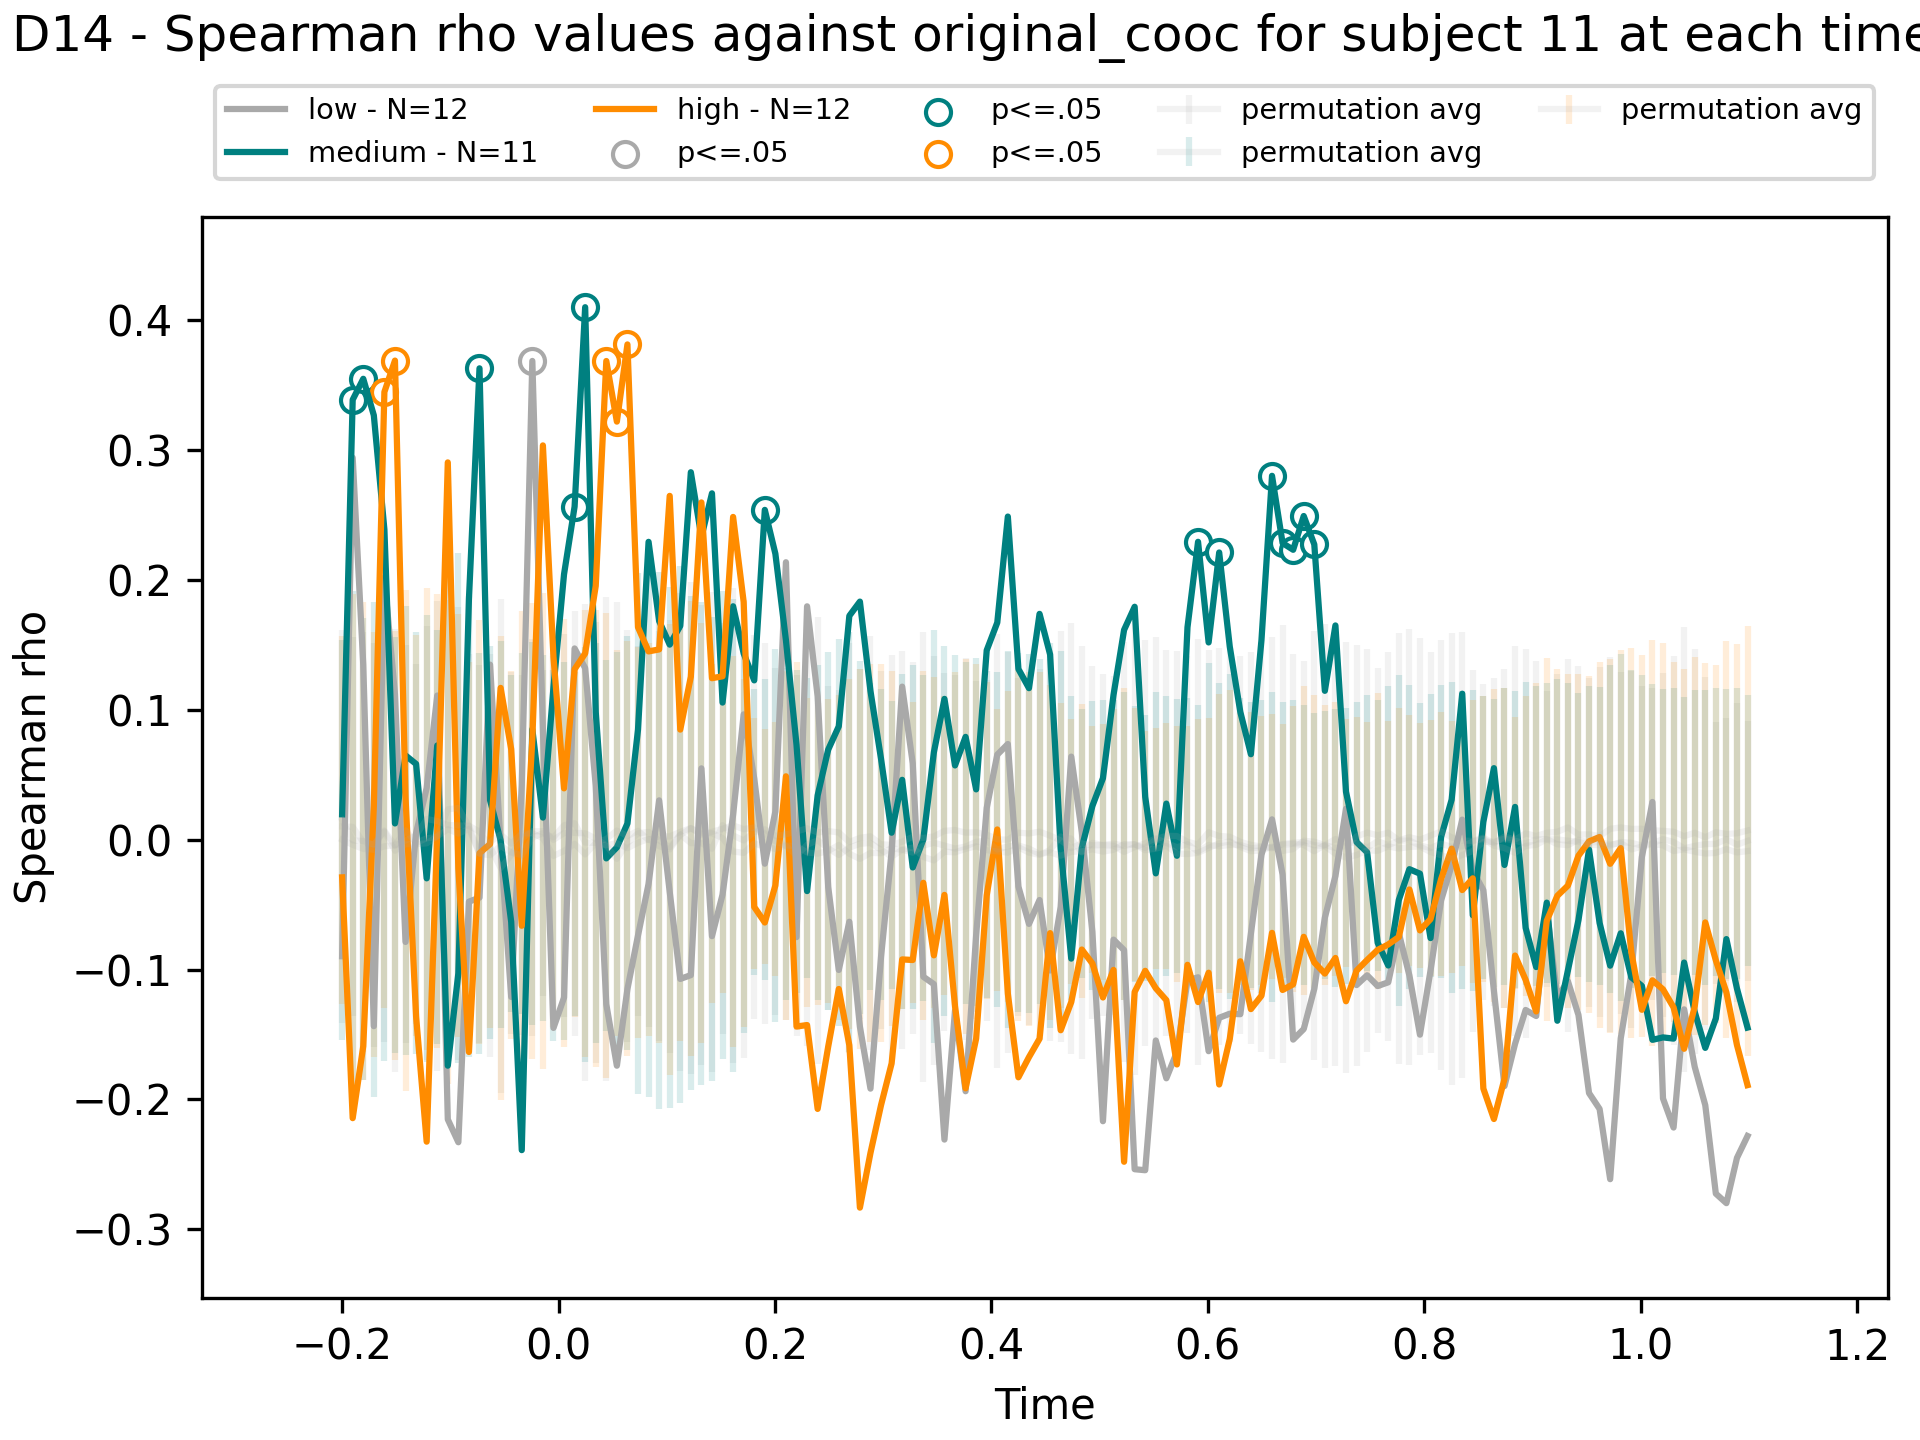 D14 - Spearman rho values against original_cooc for subject 11 at each time
low - N=12
medium - N=11
high - N=12
p<=.05
p<=.05
p<=.05
permutation avg
permutation avg
permutation avg
Spearman rho
0.4
0.3
0.2
0.1
0.0
−0.1
−0.2
−0.3
−0.2 0.0 0.2 0.4 0.6 0.8 1.0 1.2
Time